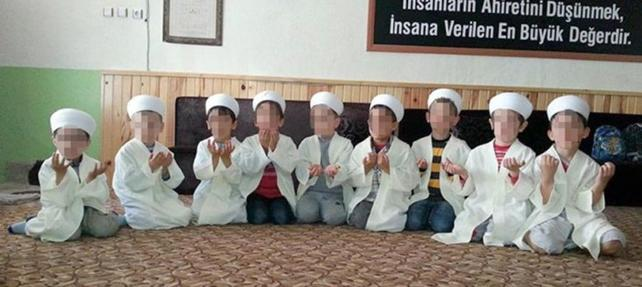 İnsanların Ahiretini Düşünmek,
İnsana Verilen En Büyük Değerdir.